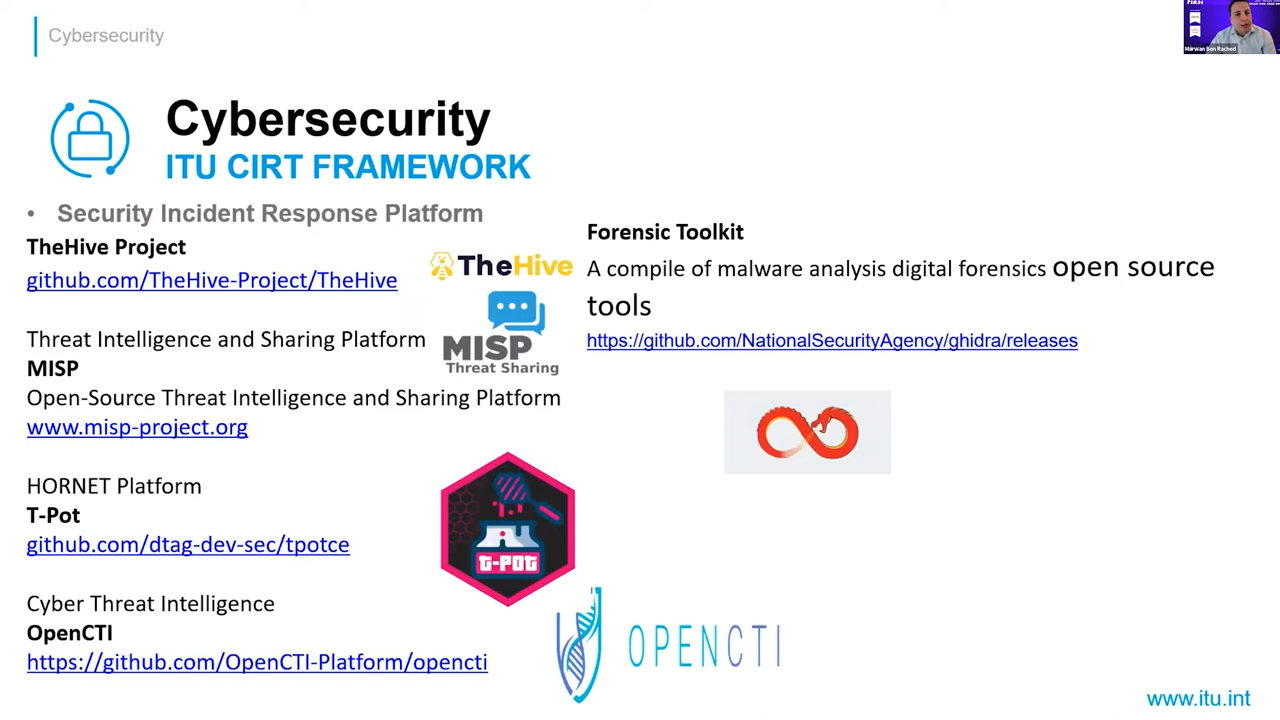 Cybersecurity
Marwan Ben Rached
Cybersecurity
ITU CIRT FRAMEWORK
• Security Incident Response Platform
TheHive Project
github.com/TheHive-Project/TheHive
TheHive
Threat Intelligence and Sharing Platform
MISP
Threat Sharing
MISP
Open-Source Threat Intelligence and Sharing Platform
www.misp-project.org
HORNET Platform
T-Pot
github.com/dtag-dev-sec/tpotce
t-pot
Cyber Threat Intelligence
OpenCTI
https://github.com/OpenCTI-Platform/opencti
OPENCTI
Forensic Toolkit
A compile of malware analysis digital forensics open source
tools
https://github.com/NationalSecurityAgency/ghidra/releases
www.itu.int